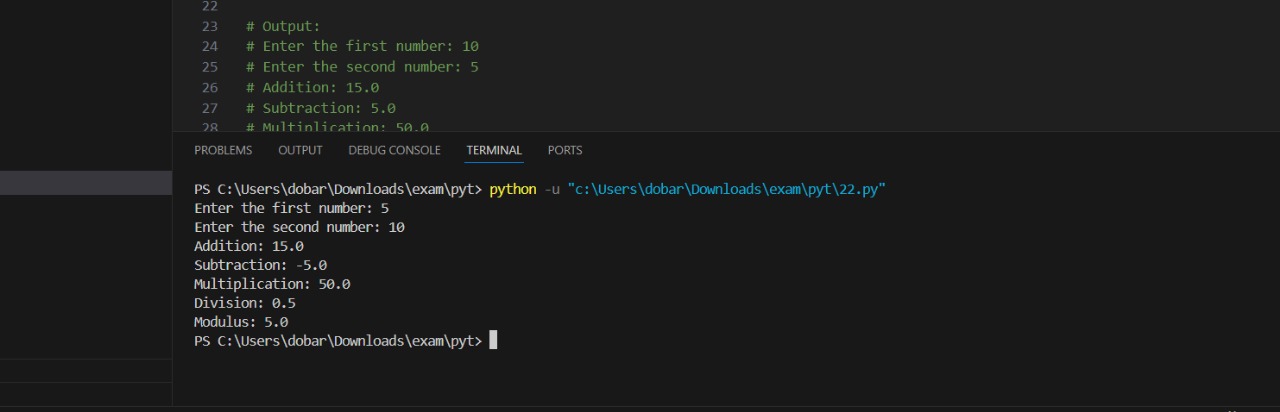 22
23 # Output:
24 # Enter the first number: 10
25 # Enter the second number: 5
26 # Addition: 15.0
27 # Subtraction: 5.0
28 # Multiplication: 50.0
PROBLEMS OUTPUT DEBUG CONSOLE TERMINAL PORTS
PS C:\Users\dobar\Downloads\exam\pyt> python -u "c:\Users\dobar\Downloads\exam\pyt\22.py"
Enter the first number: 5
Enter the second number: 10
Addition: 15.0
Subtraction: -5.0
Multiplication: 50.0
Division: 0.5
Modulus: 5.0
PS C:\Users\dobar\Downloads\exam\pyt>